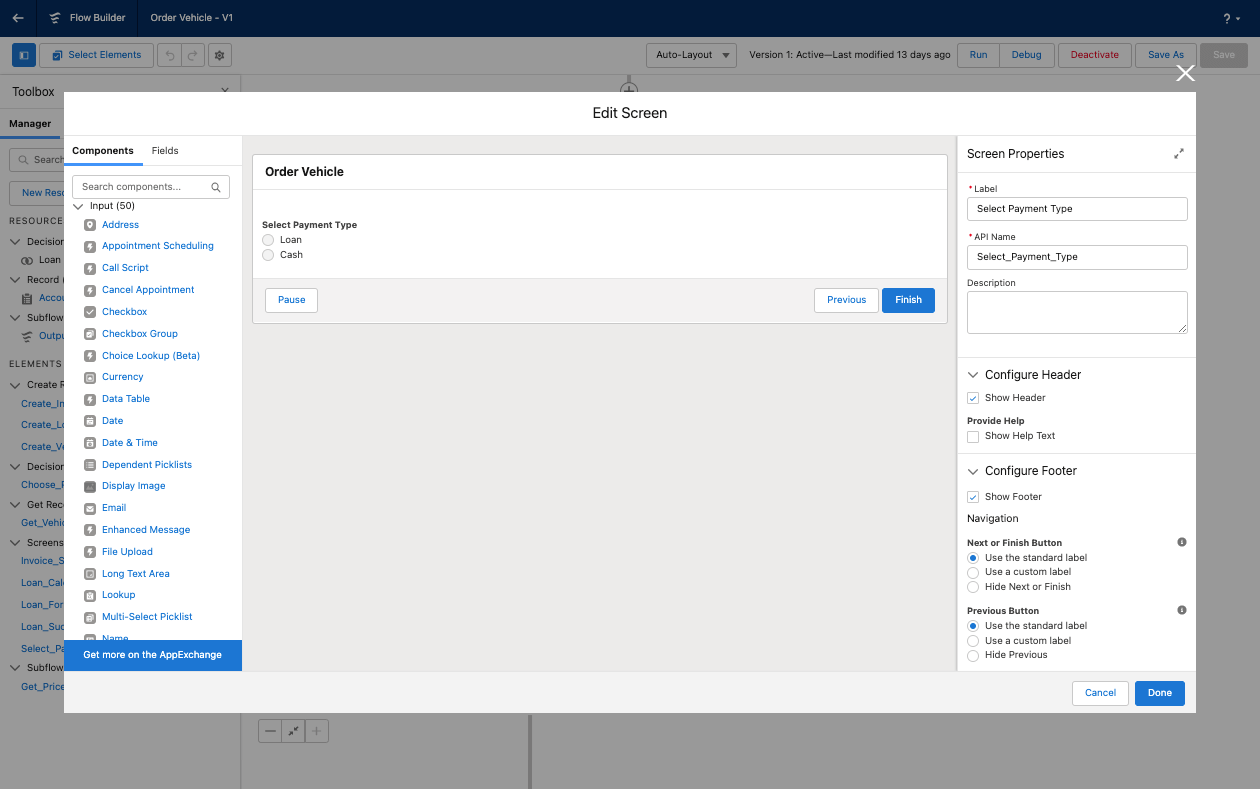 Flow Builder
Order Vehicle - V1
?
Select Elements
Auto-Layout
Version 1: Active—Last modified 13 days ago
Run
Debug
Deactivate
Save As
Save
Toolbox
Manager
Search
New Reso
RESOURCE
Decision
Loan
Record (
Accou
Subflow
Outpu
ELEMENTS
Create R
Create_In
Create_Lo
Create_Ve
Decision
Choose_P
Get Reco
Get_Vehic
Screens
Invoice_S
Loan_Cal
Loan_For
Loan_Suc
Select_Pa
Subflow
Get_Price
Edit Screen
Components
Fields
Search components...
Input (50)
Address
Appointment Scheduling
Call Script
Cancel Appointment
Checkbox
Checkbox Group
Choice Lookup (Beta)
Currency
Data Table
Date
Date & Time
Dependent Picklists
Display Image
Email
Enhanced Message
File Upload
Long Text Area
Lookup
Multi-Select Picklist
Name
Get more on the AppExchange
Order Vehicle
Select Payment Type
Loan
Cash
Pause
Previous
Finish
Screen Properties
* Label
Select Payment Type
* API Name
Select_Payment_Type
Description
Configure Header
Show Header
Provide Help
Show Help Text
Configure Footer
Show Footer
Navigation
Next or Finish Button
Use the standard label
Use a custom label
Hide Next or Finish
Previous Button
Use the standard label
Use a custom label
Hide Previous
Cancel
Done